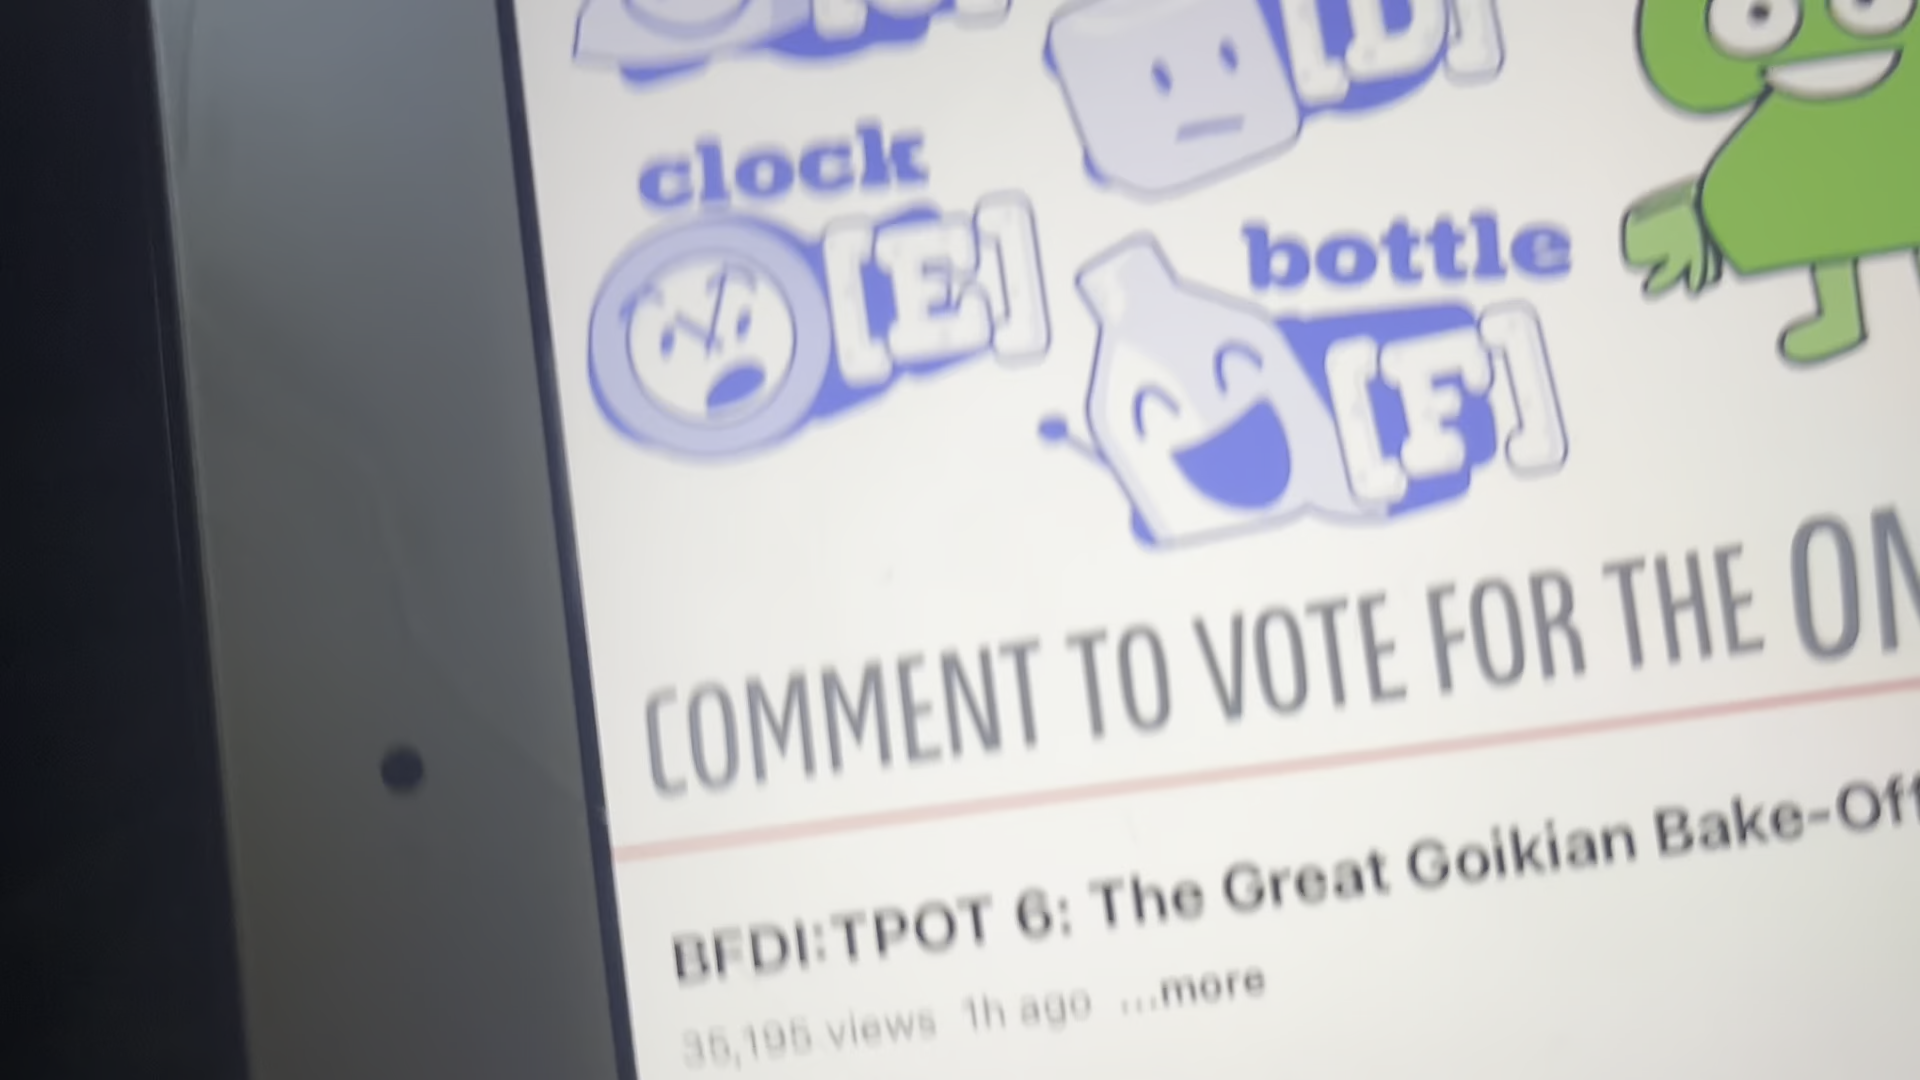 [D]
clock
[E]
bottle
[F]
COMMENT TO VOTE FOR THE ON
BFDI:TPOT 6: The Great Goikian Bake-Off
35,195 views 1h ago ...more